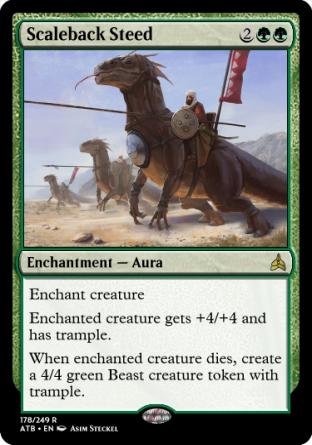 Scaleback Steed 2
Enchantment — Aura
Enchant creature
Enchanted creature gets +4/+4 and
has trample.
When enchanted creature dies, create
a 4/4 green Beast creature token with
trample.
178/249 R
ATB • EN Asim Steckel